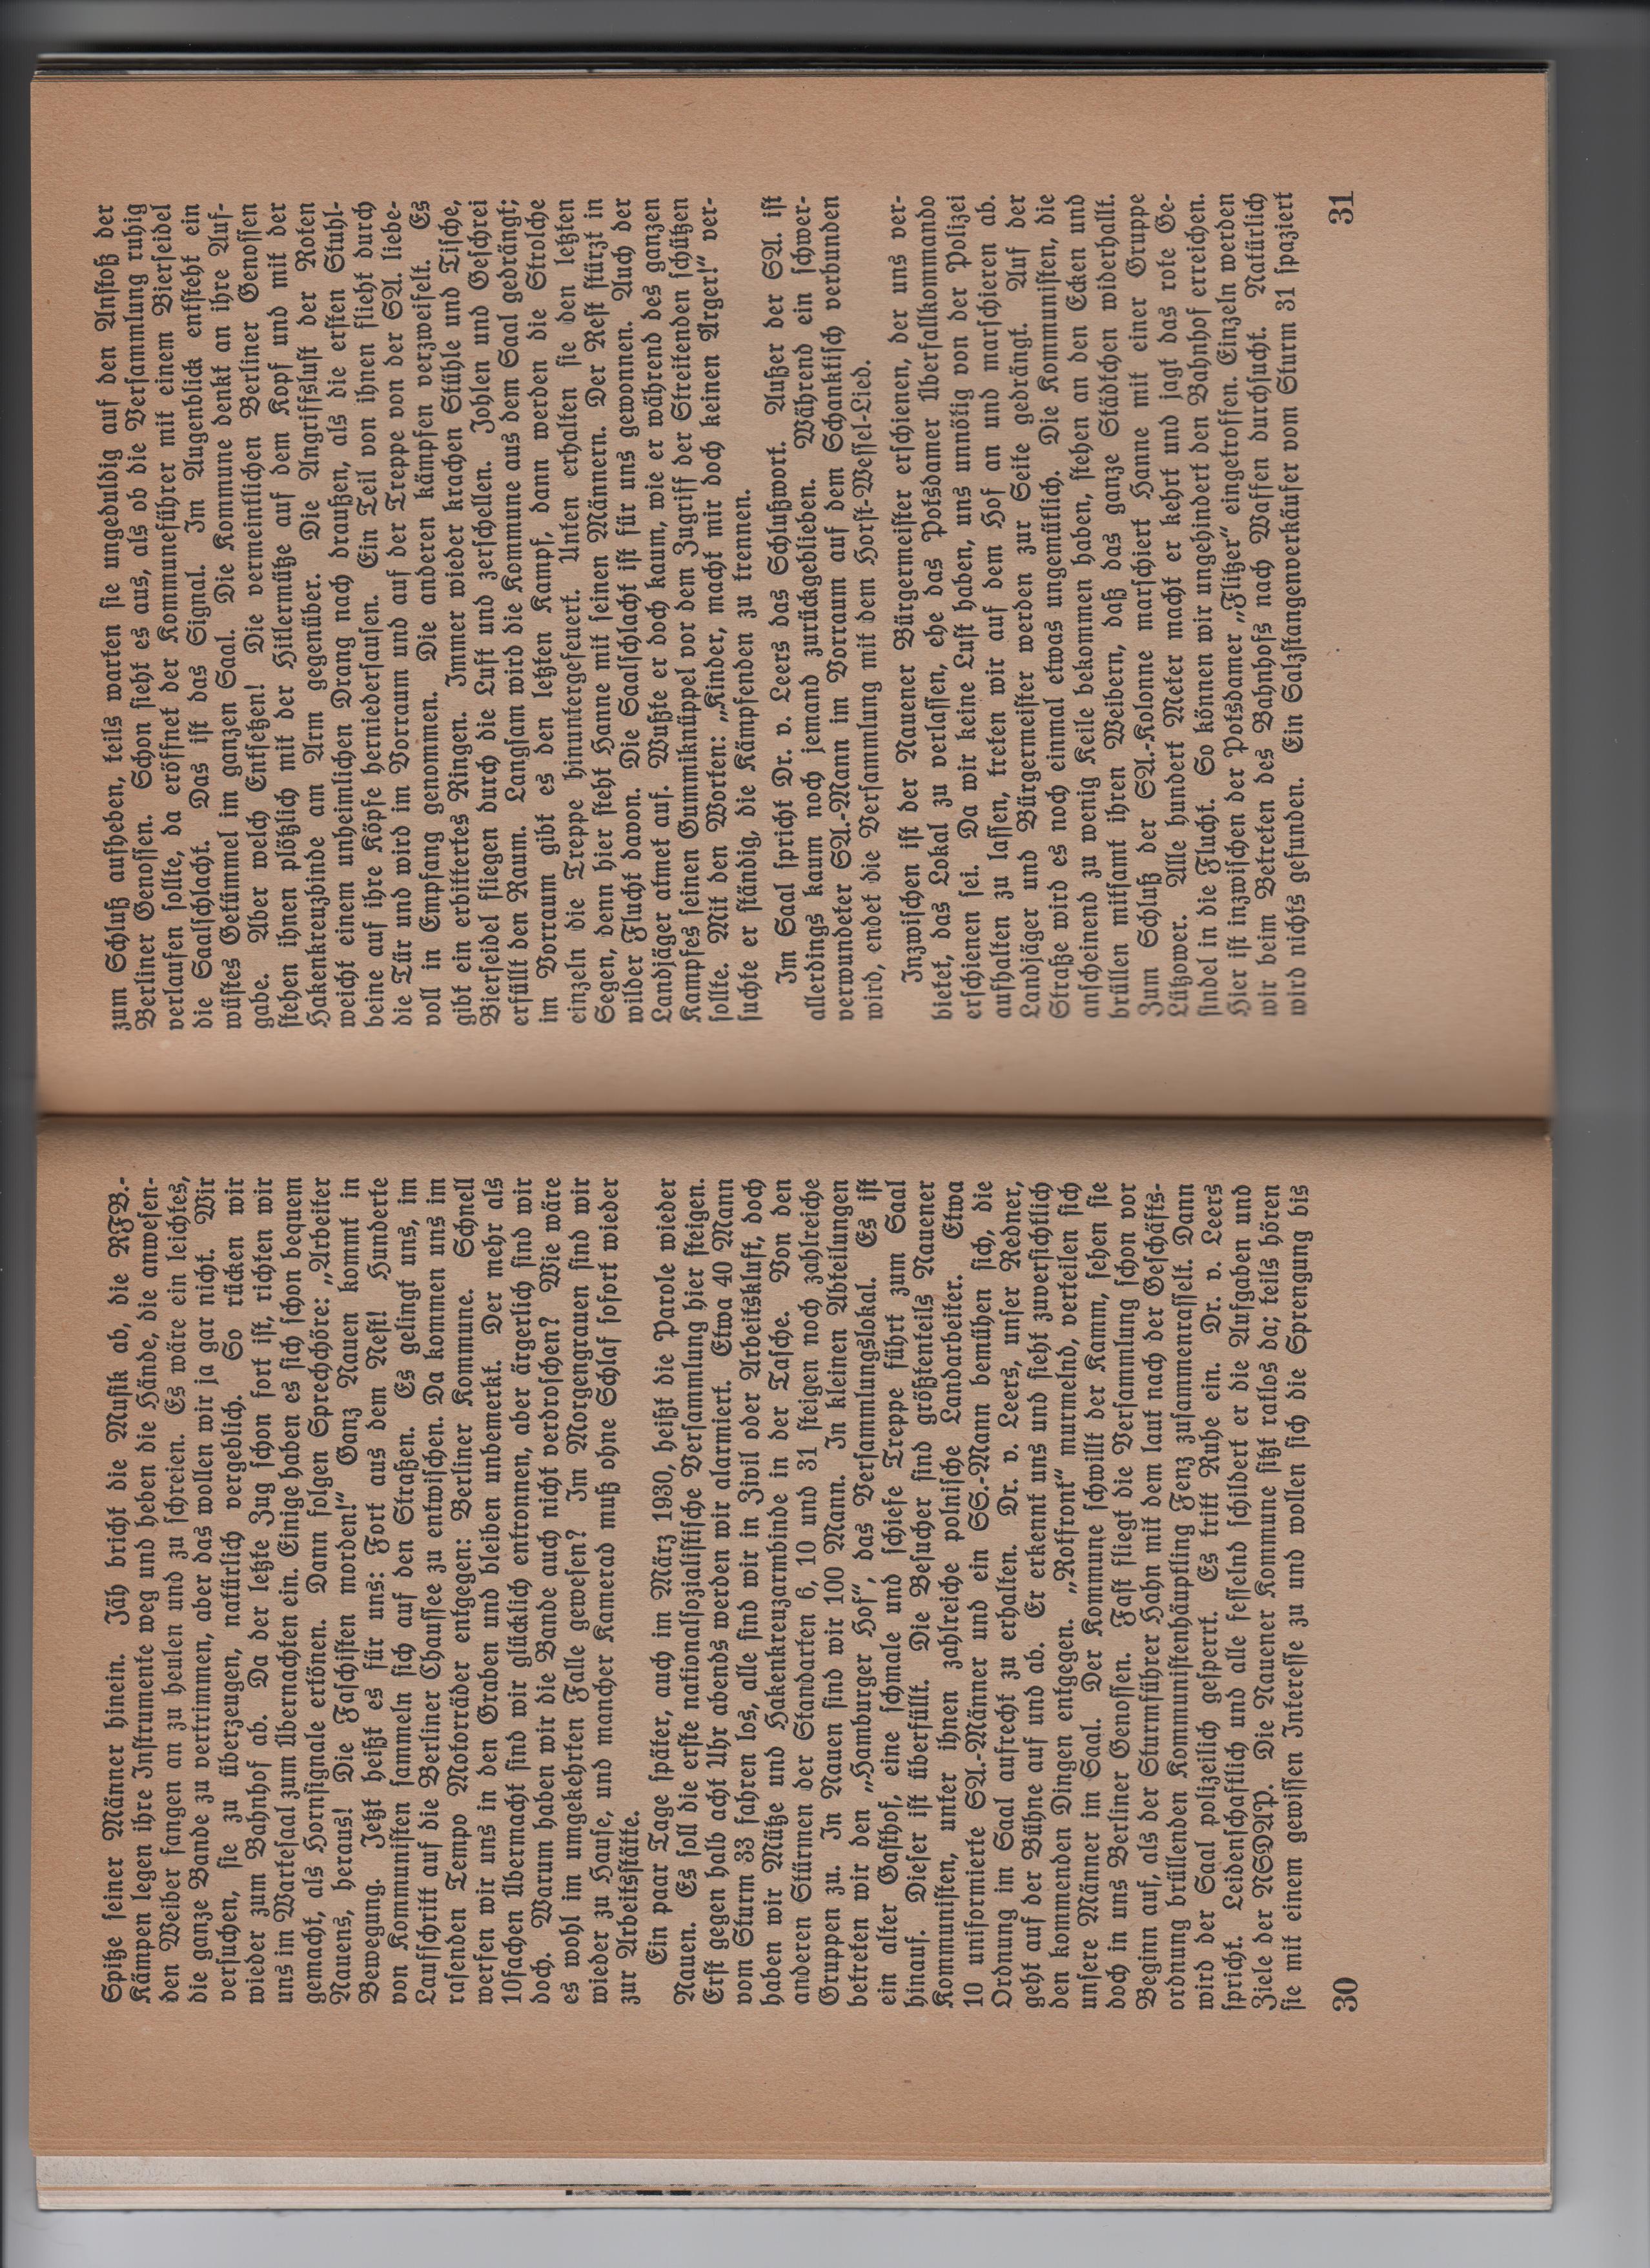 Spitze seiner Männer hinein. Jäh bricht die Musik ab, die RFB.-
Kämpen legen ihre Instrumente weg und heben die Hände, die anwesen-
den Weiber fangen an zu heulen und zu schreien. Es wäre ein leichtes,
die ganze Bande zu vertrimmen, aber das wollen wir ja gar nicht. Wir
versuchen, sie zu überzeugen, natürlich vergeblich. So rücken wir
wieder zum Bahnhof ab. Da der letzte Zug schon fort ist, richten wir
uns im Wartesaal zum Übernachten ein. Einige haben es sich schon bequem
gemacht, als Hornsignale ertönen. Dann folgen Sprechchöre: „Arbeiter
Nauens, heraus! Die Faschisten morden!“ Ganz Nauen kommt in
Bewegung. Jetzt heißt es für uns: Fort aus dem Nest! Hunderte
von Kommunisten sammeln sich auf den Straßen. Es gelingt uns, im
Laufschritt auf die Berliner Chaussee zu entwischen. Da kommen uns im
rasenden Tempo Motorräder entgegen: Berliner Kommune. Schnell
werfen wir uns in den Graben und bleiben unbemerkt. Der mehr als
10fachen Übermacht sind wir glücklich entronnen, aber ärgerlich sind wir
doch. Warum haben wir die Bande auch nicht verdroschen? Wie wäre
es wohl im umgekehrten Falle gewesen? Im Morgengrauen sind wir
wieder zu Hause, und mancher Kamerad muß ohne Schlaf sofort wieder
zur Arbeitsstätte.
Ein paar Tage später, auch im März 1930, heißt die Parole wieder
Nauen. Es soll die erste nationalsozialistische Versammlung hier steigen.
Erst gegen halb acht Uhr abends werden wir alarmiert. Etwa 40 Mann
vom Sturm 33 fahren los, alle sind wir in Zivil oder Arbeitskluft, doch
haben wir Mütze und Hakenkreuzarmbinde in der Tasche. Von den
anderen Stürmen der Standarten 6, 10 und 31 steigen noch zahlreiche
Gruppen zu. In Nauen sind wir 100 Mann. In kleinen Abteilungen
betreten wir den „Hamburger Hof“, das Versammlungslokal. Es ist
ein alter Gasthof, eine schmale und schiefe Treppe führt zum Saal
hinauf. Dieser ist überfüllt. Die Besucher sind größtenteils Nauener
Kommunisten, unter ihnen zahlreiche polnische Landarbeiter. Etwa
10 uniformierte SA.-Männer und ein SS.-Mann bemühen sich, die
Ordnung im Saal aufrecht zu erhalten. Dr. v. Leers, unser Redner,
geht auf der Bühne auf und ab. Er erkennt uns und sieht zuversichtlich
den kommenden Dingen entgegen. „Rotfront“ murmelnd, verteilen sich
unsere Männer im Saal. Der Kommune schwillt der Kamm, sehen sie
doch in uns Berliner Genossen. Fast fliegt die Versammlung schon vor
Beginn auf, als der Sturmführer Hahn mit dem laut nach der Geschäfts-
ordnung brüllenden Kommunistenhäuptling Fenz zusammenrasselt. Dann
wird der Saal polizeilich gesperrt. Es tritt Ruhe ein. Dr. v. Leers
spricht. Leidenschaftlich und alle fesselnd schildert er die Aufgaben und
Ziele der NSDAP. Die Nauener Kommune sitzt ratlos da; teils hören
sie mit einem gewissen Interesse zu und wollen sich die Sprengung bis
30
zum Schluß aufheben, teils warten sie ungeduldig auf den Anstoß der
Berliner Genossen. Schon sieht es aus, als ob die Versammlung ruhig
verlaufen sollte, da eröffnet der Kommuneführer mit einem Bierseidel
die Saalschlacht. Das ist das Signal. Im Augenblick entsteht ein
wüstes Getümmel im ganzen Saal. Die Kommune denkt an ihre Auf-
gabe. Aber welch Entsetzen! Die vermeintlichen Berliner Genossen
stehen ihnen plötzlich mit der Hitlermütze auf dem Kopf und mit der
Hakenkreuzbinde am Arm gegenüber. Die Angriffslust der Roten
weicht einem unheimlichen Drang nach draußen, als die ersten Stuhl-
beine auf ihre Köpfe herniedersausen. Ein Teil von ihnen flieht durch
die Tür und wird im Vorraum und auf der Treppe von der SA. liebe-
voll in Empfang genommen. Die anderen kämpfen verzweifelt. Es
gibt ein erbittertes Ringen. Immer wieder krachen Stühle und Tische,
Bierseidel fliegen durch die Luft und zerschellen. Johlen und Geschrei
erfüllt den Raum. Langsam wird die Kommune aus dem Saal gedrängt;
im Vorraum gibt es den letzten Kampf, dann werden die Strolche
einzeln die Treppe hinuntergefeuert. Unten erhalten sie den letzten
Segen, denn hier steht Hanne mit seinen Männern. Der Rest stürzt in
wilder Flucht davon. Die Saalschlacht ist für uns gewonnen. Auch der
Landjäger atmet auf. Wußte er doch kaum, wie er während des ganzen
Kampfes seinen Gummiknüppel vor dem Zugriff der Streitenden schützen
sollte. Mit den Worten: „Kinder, macht mir doch keinen Ärger!“ ver-
suchte er ständig, die Kämpfenden zu trennen.
Im Saal spricht Dr. v. Leers das Schlußwort. Außer der SA. ist
allerdings kaum noch jemand zurückgeblieben. Während ein schwer-
verwundeter SA.-Mann im Vorraum auf dem Schanktisch verbunden
wird, endet die Versammlung mit dem Horst-Wessel-Lied.
Inzwischen ist der Nauener Bürgermeister erschienen, der uns ver-
bietet, das Lokal zu verlassen, ehe das Potsdamer Überfallkommando
erschienen sei. Da wir keine Lust haben, uns unnötig von der Polizei
aufhalten zu lassen, treten wir auf dem Hof an und marschieren ab.
Landjäger und Bürgermeister werden zur Seite gedrängt. Auf der
Straße wird es noch einmal etwas ungemütlich. Die Kommunisten, die
anscheinend zu wenig Keile bekommen haben, stehen an den Ecken und
brüllen mitsamt ihren Weibern, daß das ganze Städtchen widerhallt.
Zum Schluß der SA.-Kolonne marschiert Hanne mit einer Gruppe
Lützower. Alle hundert Meter macht er kehrt und jagt das rote Ge-
sindel in die Flucht. So können wir ungehindert den Bahnhof erreichen.
Hier ist inzwischen der Potsdamer „Flitzer“ eingetroffen. Einzeln werden
wir beim Betreten des Bahnhofs nach Waffen durchsucht. Natürlich
wird nichts gefunden. Ein Salzstangenverkäufer vom Sturm 31 spaziert
31